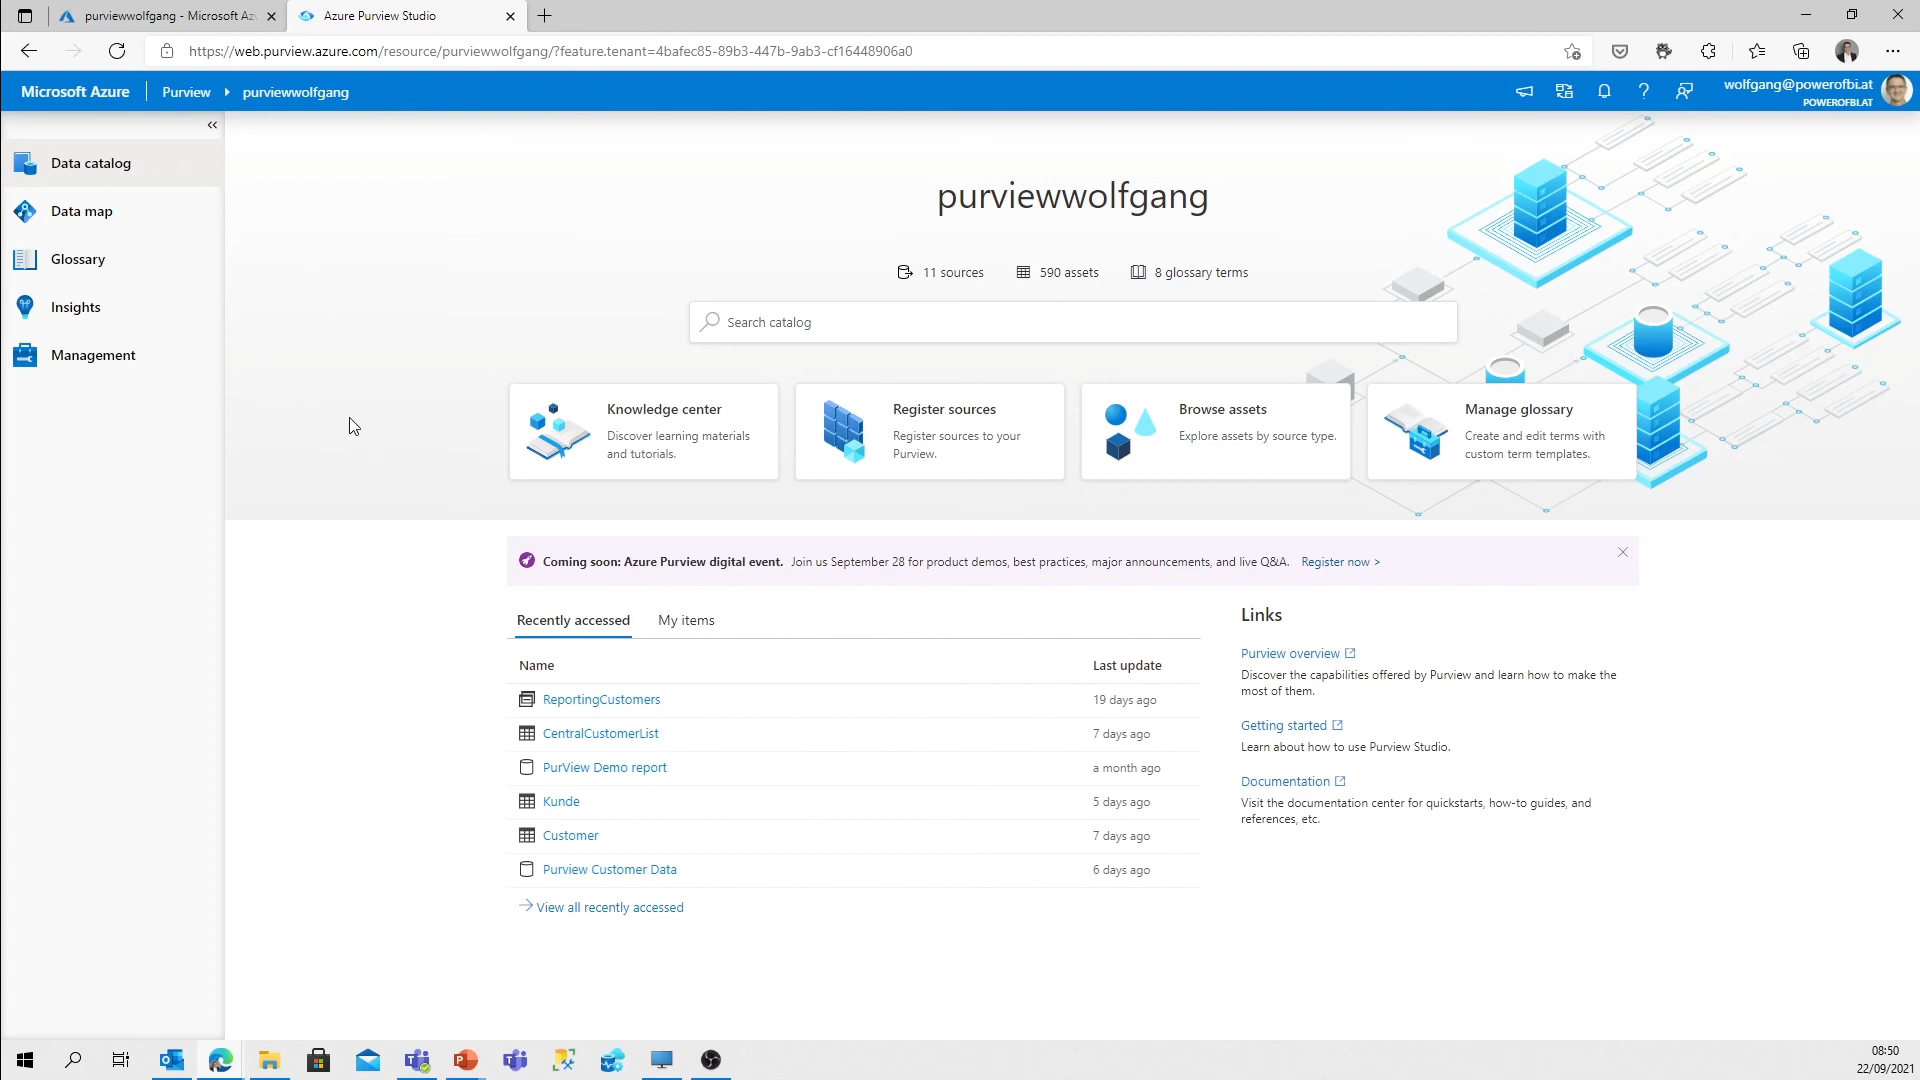 purviewwolfgang - Microsoft Az
Azure Purview Studio
https://web.purview.azure.com/resource/purviewwolfgang/?feature.tenant=4bafec85-89b3-447b-9ab3-cf16448906a0
Microsoft Azure
Purview
purviewwolfgang
wolfgang@powerofbi.at
POWEROFBI.AT
Data catalog
Data map
Glossary
Insights
Management
purviewwolfgang
11 sources
590 assets
8 glossary terms
Search catalog
Knowledge center
Discover learning materials
and tutorials.
Register sources
Register sources to your
Purview.
Browse assets
Explore assets by source type.
Manage glossary
Create and edit terms with
custom term templates.
Coming soon: Azure Purview digital event. Join us September 28 for product demos, best practices, major announcements, and live Q&A. Register now >
Recently accessed
My items
Name
Last update
ReportingCustomers
19 days ago
CentralCustomerList
7 days ago
PurView Demo report
a month ago
Kunde
5 days ago
Customer
7 days ago
Purview Customer Data
6 days ago
View all recently accessed
Links
Purview overview
Discover the capabilities offered by Purview and learn how to make the
most of them.
Getting started
Learn about how to use Purview Studio.
Documentation
Visit the documentation center for quickstarts, how-to guides, and
references, etc.
08:50
22/09/2021